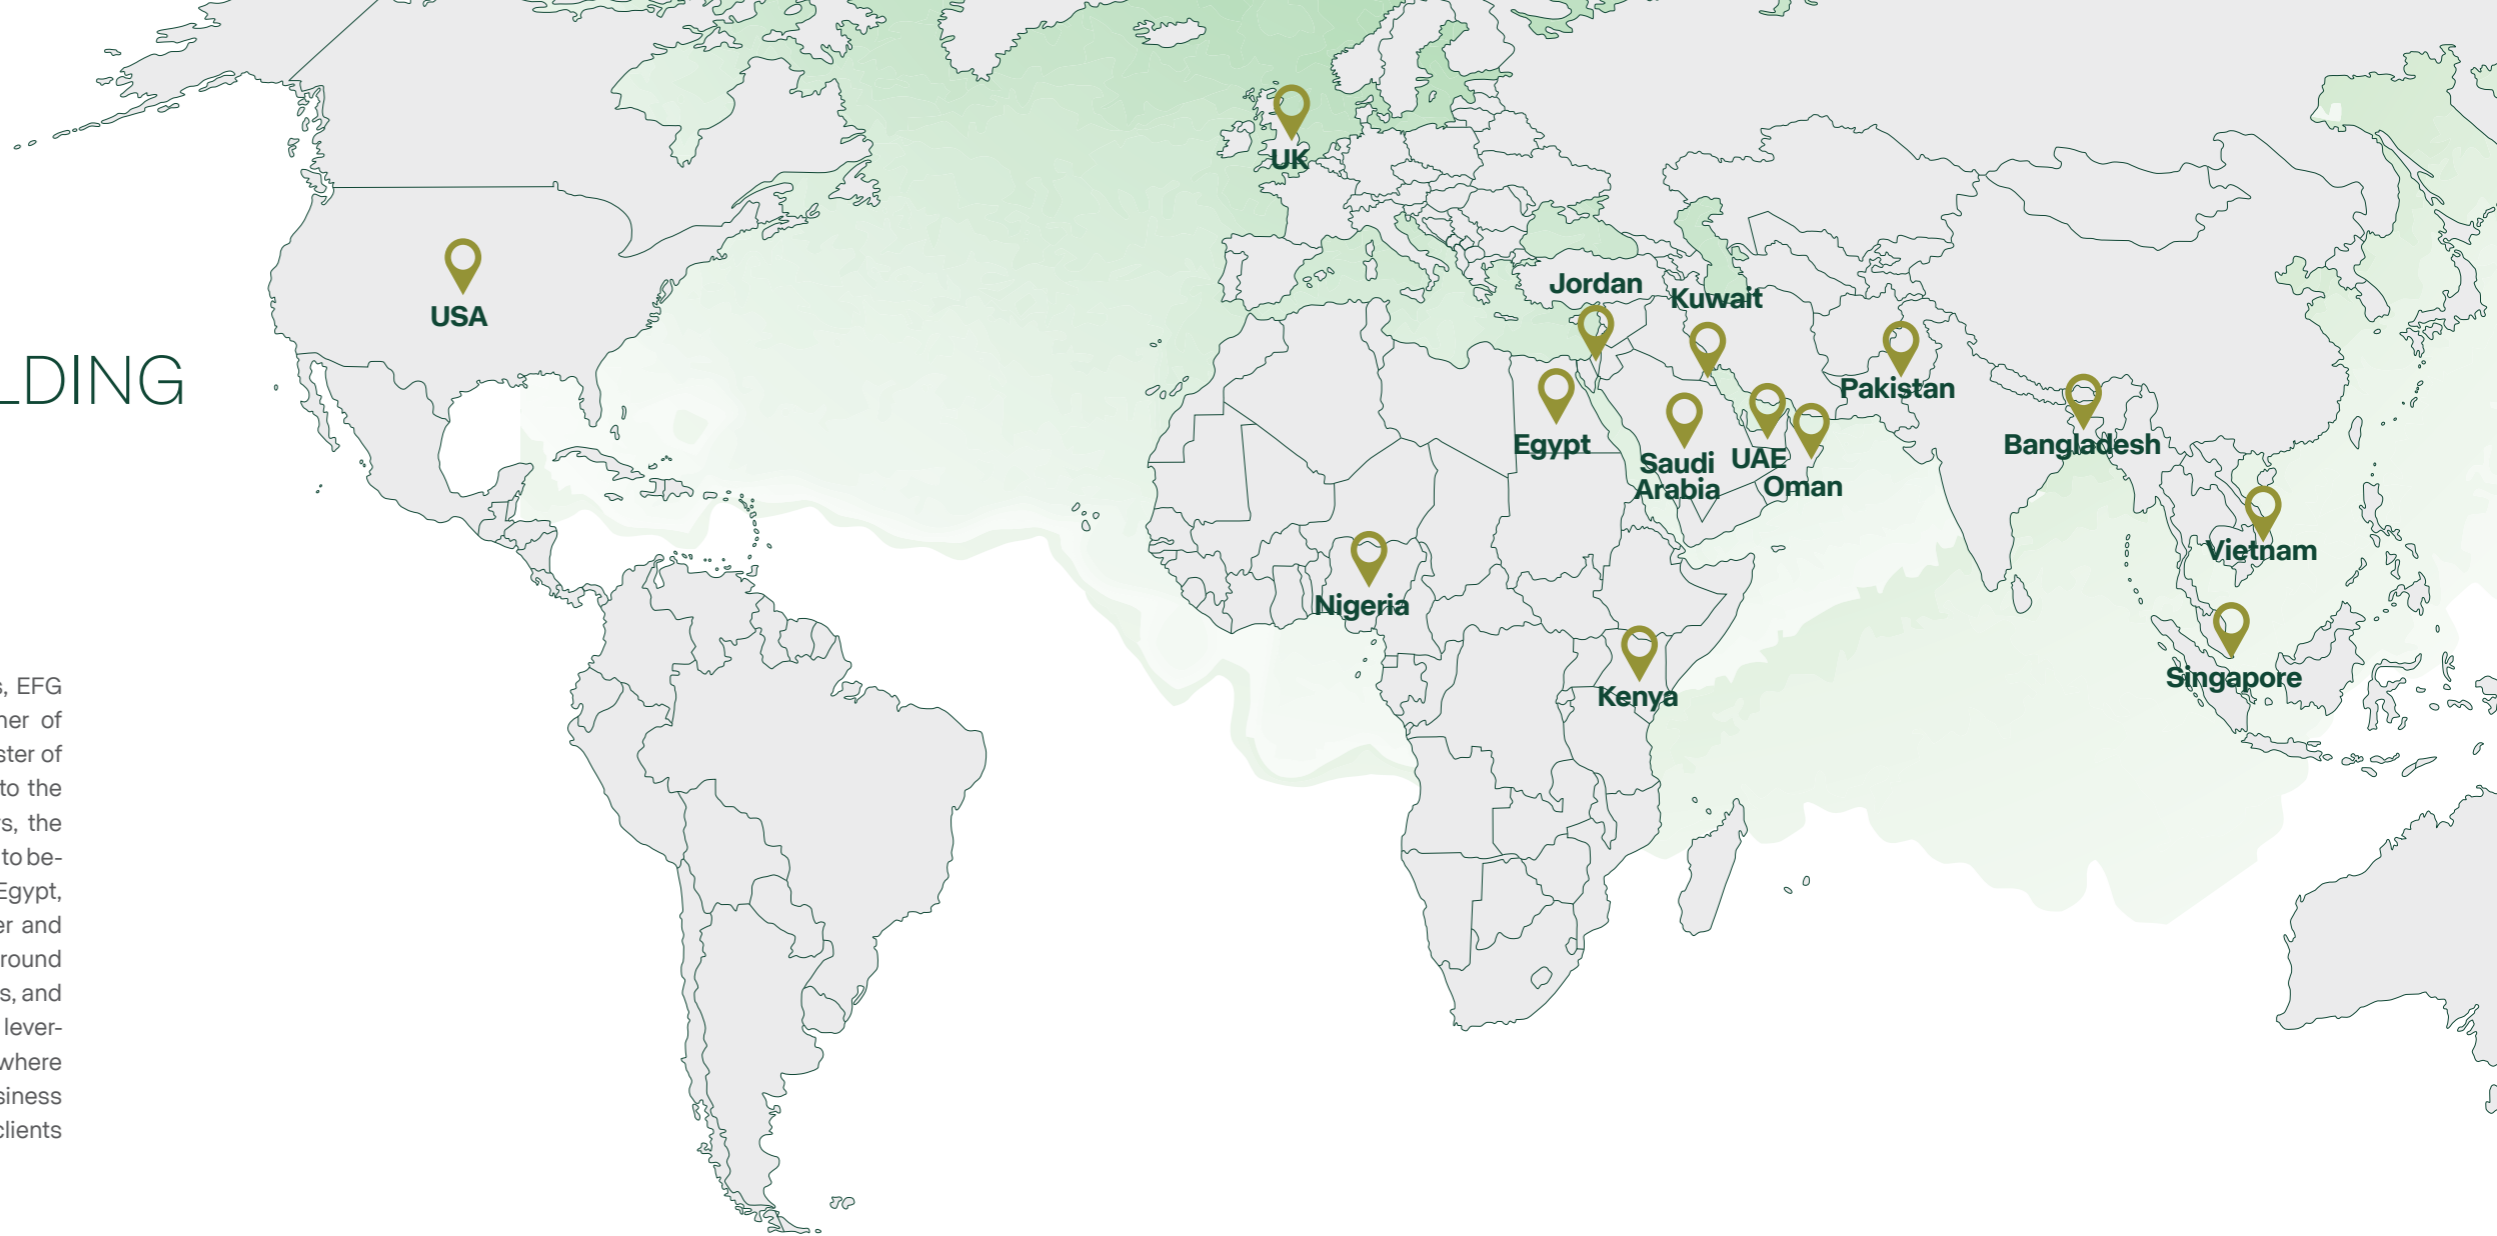 LDING
s, EFG
ner of
ster of
to the
rs, the
to be-
Egypt,
er and
round
s, and
lever-
where
siness
clients
UK
USA
Jordan
Kuwait
Pakistan
Egypt
Saudi
Arabia
UAE
Oman
Bangladesh
Vietnam
Nigeria
Kenya
Singapore